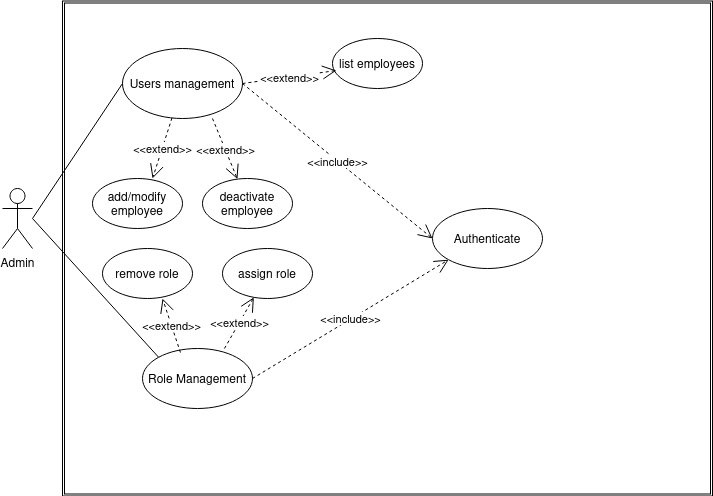 list employees
Users management
<<extend>>
<<extend>>
<<extend>>
<<include>>
add/modify
employee
deactivate
employee
Authenticate
Admin
remove role
assign role
<<extend>>
<<extend>>
<<include>>
Role Management